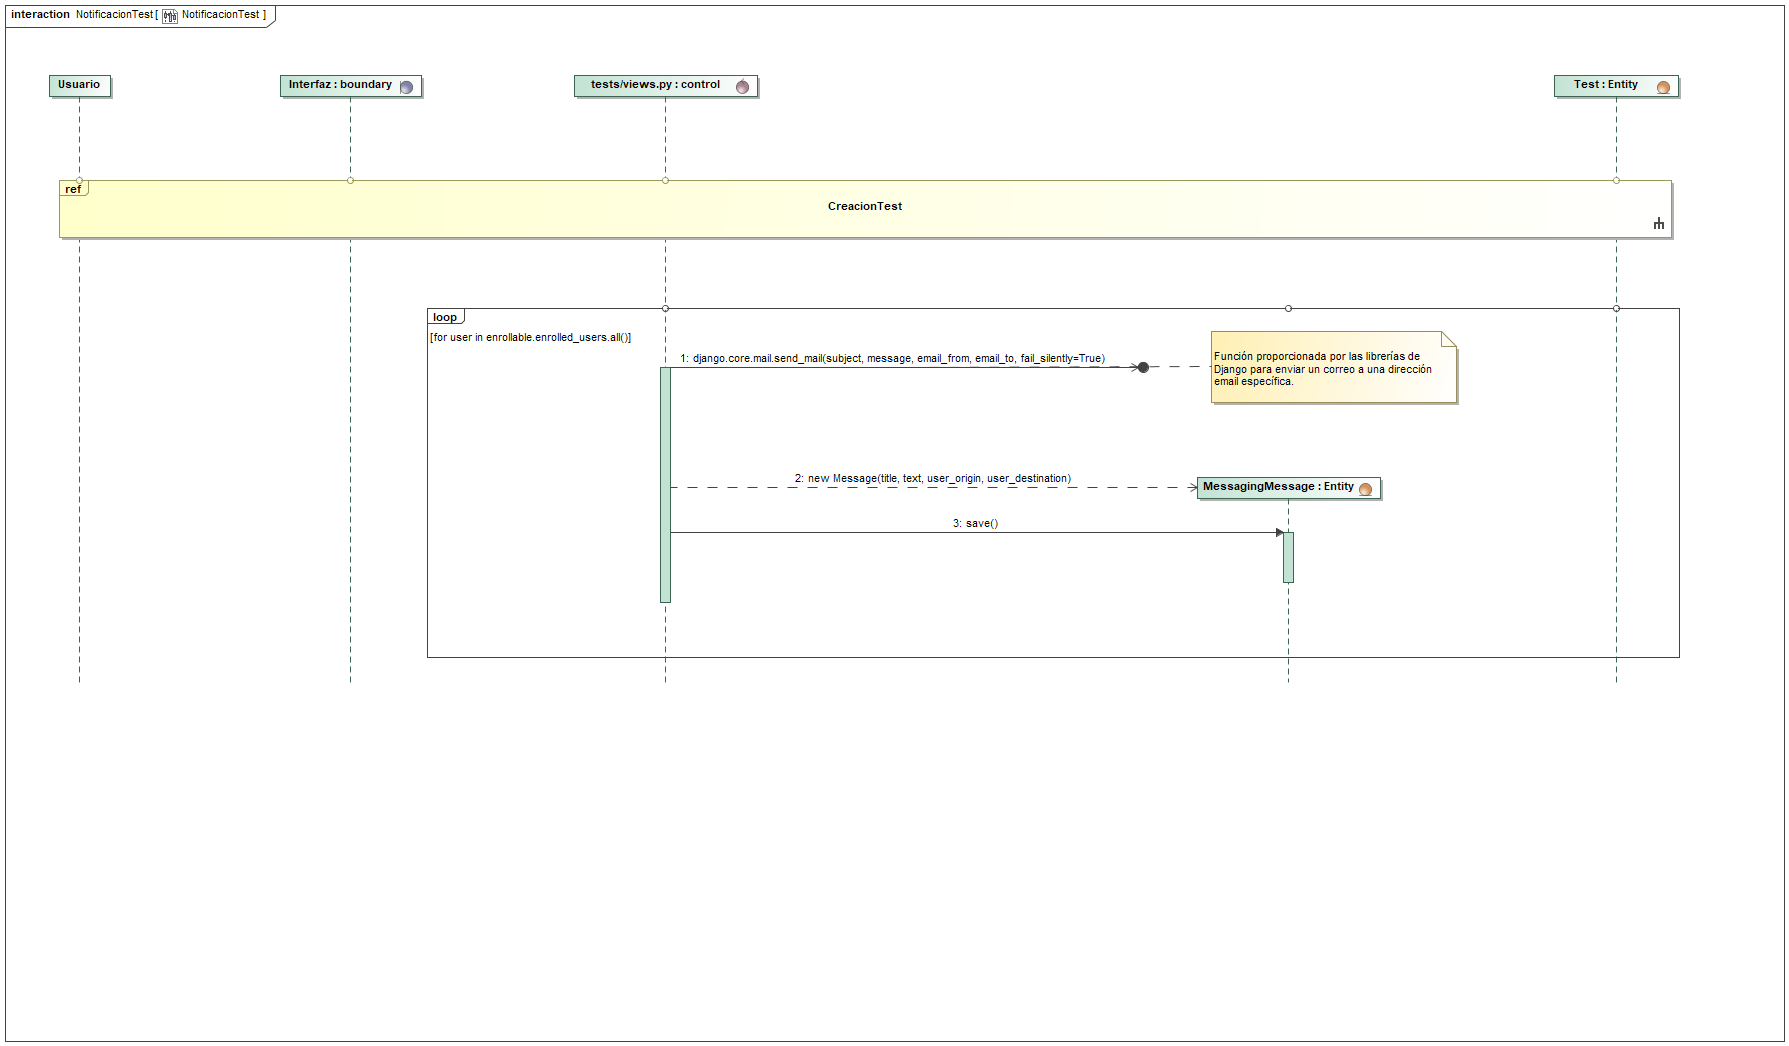 interaction NotificacionTest [ NotificacionTest ]
Usuario
Interfaz : boundary
tests/views.py : control
Test : Entity
ref
CreacionTest
loop
[for user in enrollable.enrolled_users.all()]
1: django.core.mail.send_mail(subject, message, email_from, email_to, fail_silently=True)
Función proporcionada por las librerías de
Django para enviar un correo a una dirección
email específica.
2: new Message(title, text, user_origin, user_destination)
MessagingMessage : Entity
3: save()